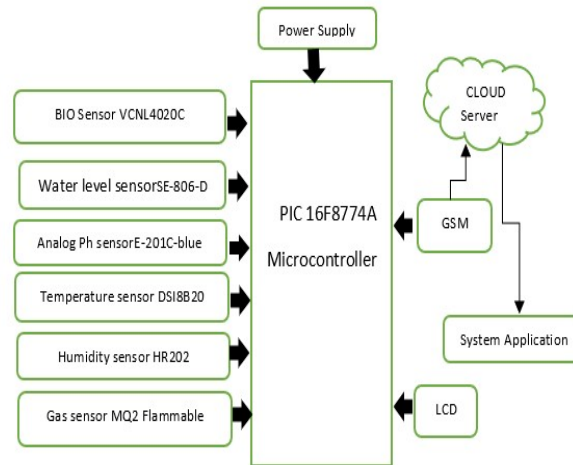 Power Supply
BIO Sensor VCNL4020C
Water level sensorSE-806-D
Analog Ph sensorE-201C-blue
Temperature sensor DSI8B20
Humidity sensor HR202
Gas sensor MQ2 Flammable
PIC 16F8774A
Microcontroller
CLOUD
Server
GSM
System Application
LCD